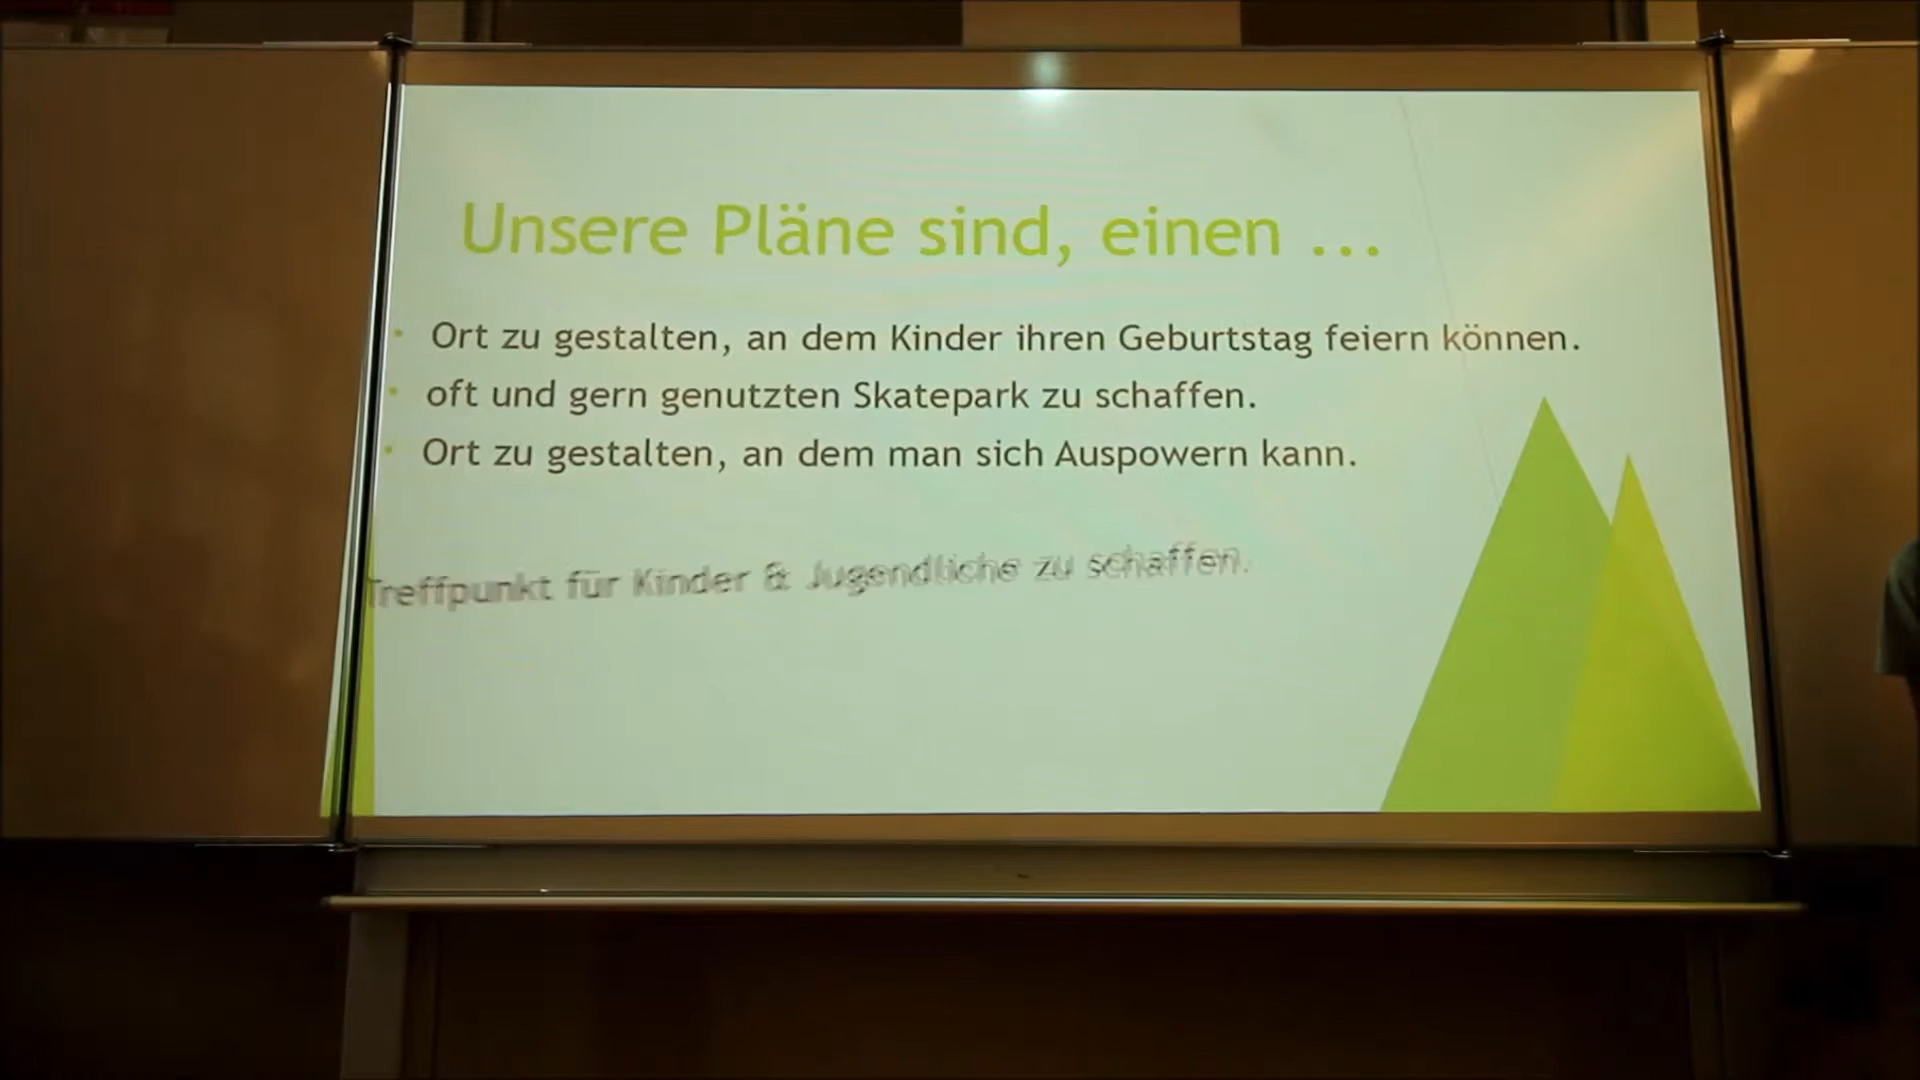 Unsere Pläne sind, einen ...
• Ort zu gestalten, an dem Kinder ihren Geburtstag feiern können.
• oft und gern genutzten Skatepark zu schaffen.
• Ort zu gestalten, an dem man sich Auspowern kann.
Treffpunkt für Kinder & Jugendliche zu schaffen.